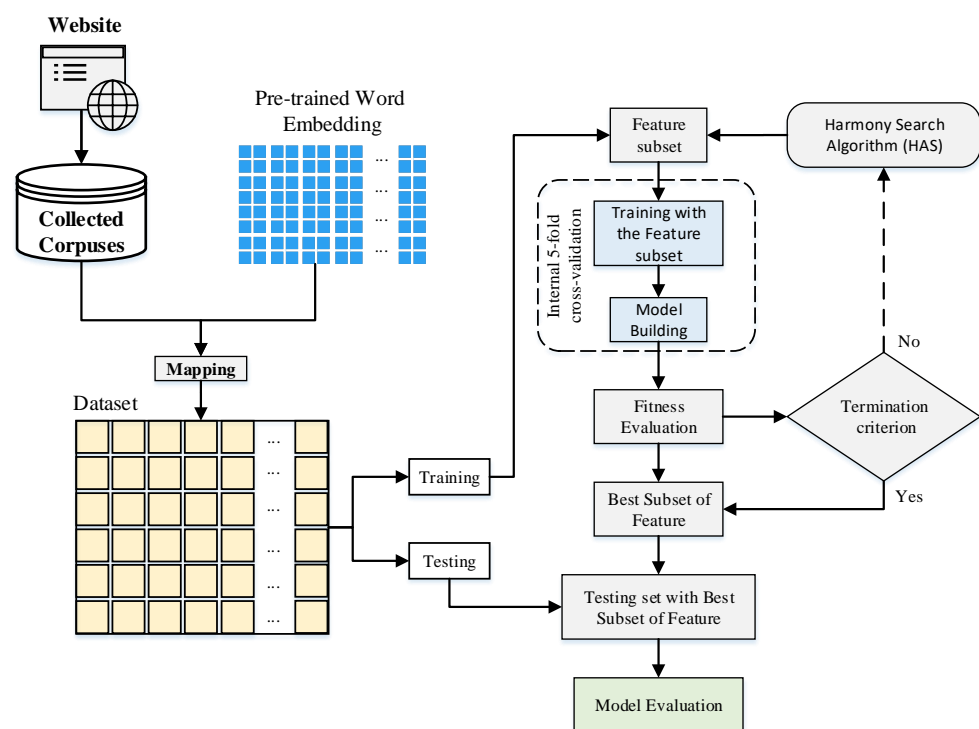 Website
Collected
Corpuses
Pre-trained Word
Embedding
...
...
...
Mapping
Dataset
...
...
...
...
...
...
Training
Testing
Feature
subset
Harmony Search
Algorithm (HAS)
Internal 5-fold
cross-validation
Training with
the Feature
subset
Model
Building
Fitness
Evaluation
Termination
criterion
No
Yes
Best Subset of
Feature
Testing set with Best
Subset of Feature
Model Evaluation